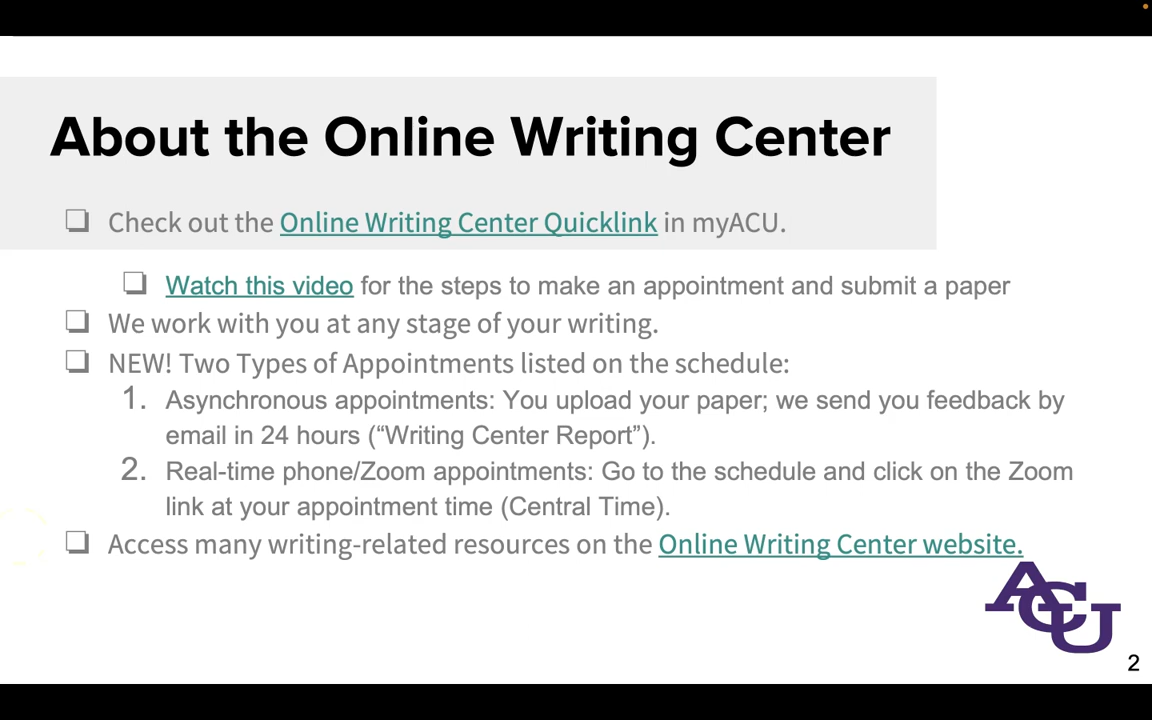 About the Online Writing Center
❏ Check out the Online Writing Center Quicklink in myACU.
❏ Watch this video for the steps to make an appointment and submit a paper
❏ We work with you at any stage of your writing.
❏ NEW! Two Types of Appointments listed on the schedule:
1. Asynchronous appointments: You upload your paper; we send you feedback by
email in 24 hours (“Writing Center Report”).
2. Real-time phone/Zoom appointments: Go to the schedule and click on the Zoom
link at your appointment time (Central Time).
❏ Access many writing-related resources on the Online Writing Center website.
ACU
2